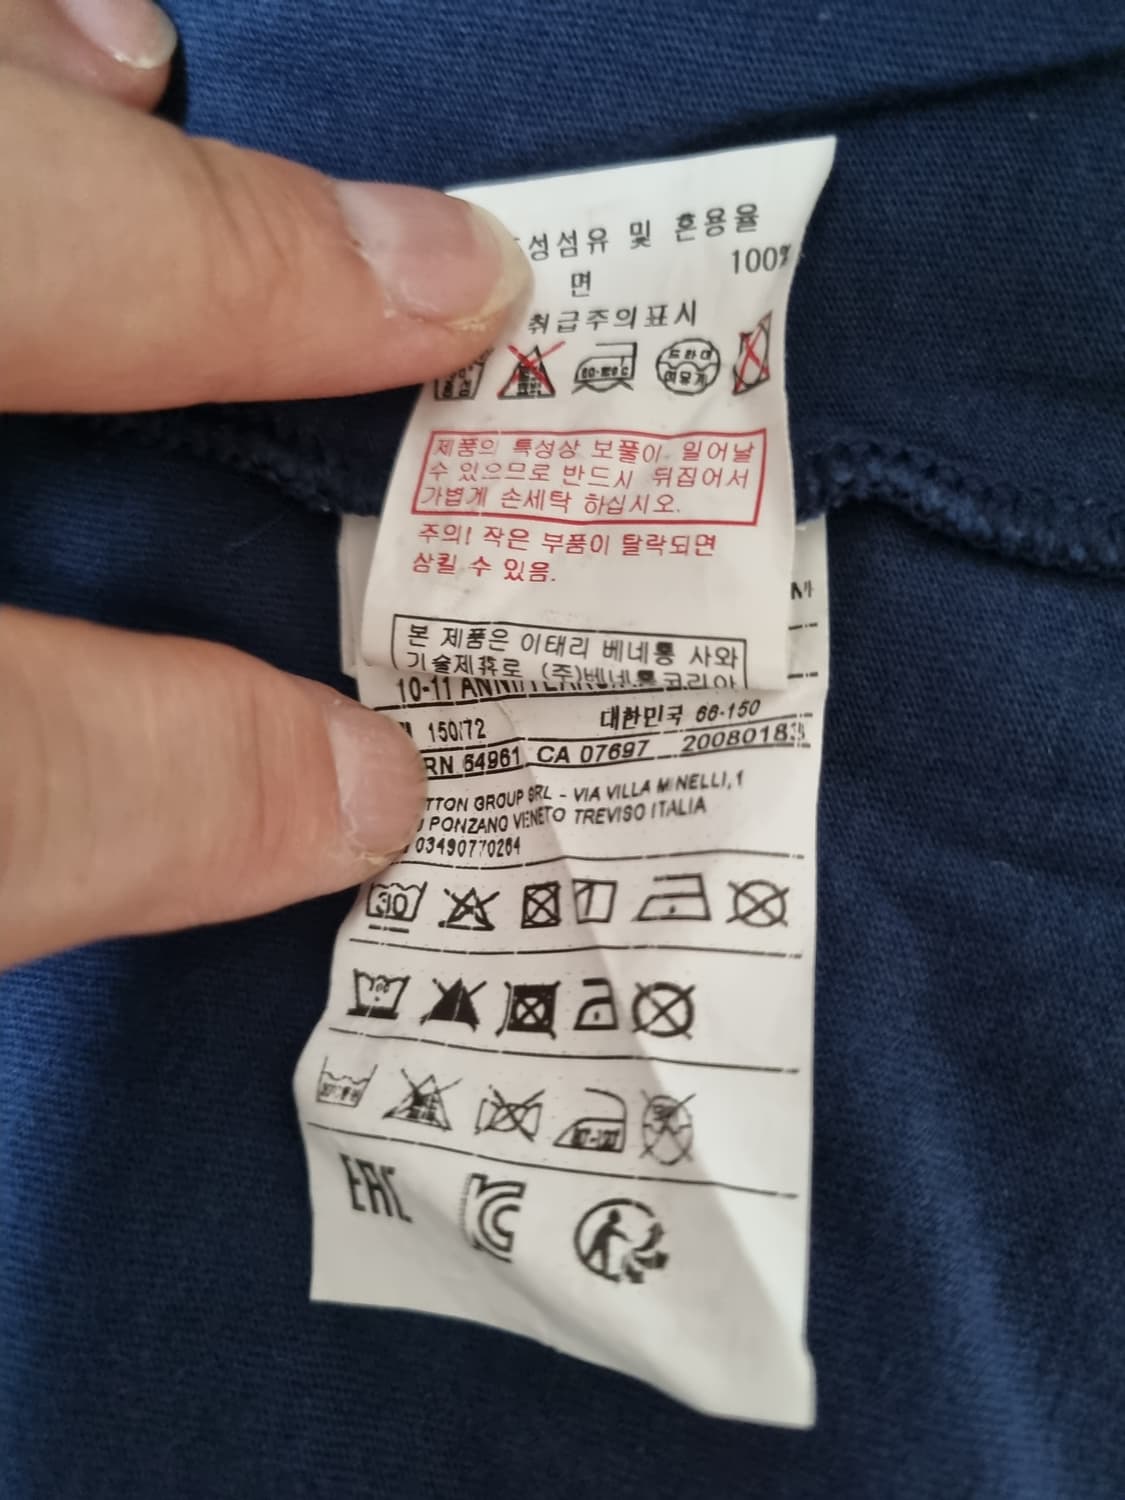 성섬유 및 혼용율
면 100%
취급주의표시
드라이
제품의 특성상 보풀이 일어날
수 있으므로 반드시 뒤집어서
가볍게 손세탁 하십시오.
주의! 작은 부품이 탈락되면
삼킬 수 있음.
본 제품은 이태리 베네통 사와
기술제휴로 (주)베네통코리아
10-11
150/72 대한민국 66-150
RN 64961 CA 07697 2008018
TTON GROUP SRL - VIA VILLA MINELLI, 1
PONZANO VENETO TREVISO ITALIA
03490770264
30
EAC
KC